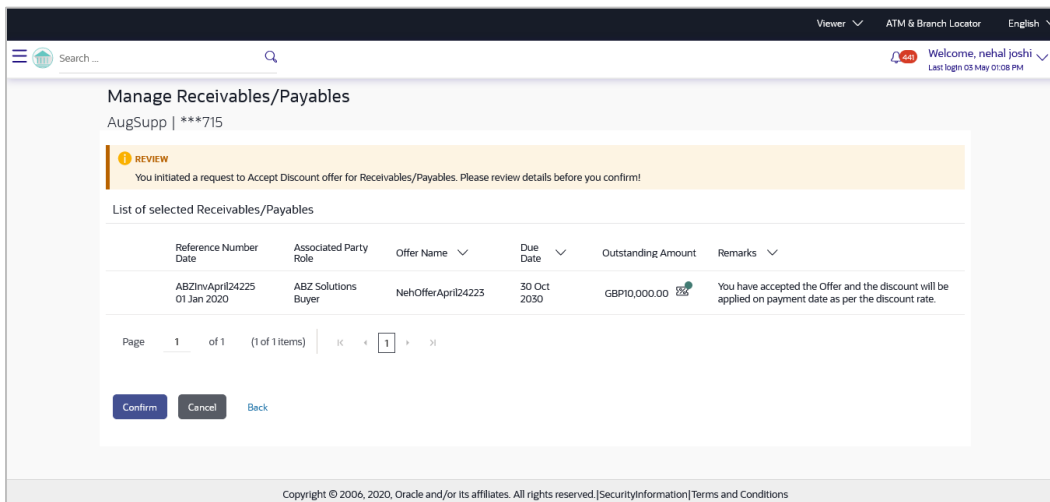 Viewer ATM & Branch Locator English
Search ...
441
Welcome, nehal joshi
Last login 03 May 01:08 PM
Manage Receivables/Payables
AugSupp | ***715
REVIEW
You initiated a request to Accept Discount offer for Receivables/Payables. Please review details before you confirm!
List of selected Receivables/Payables
Reference Number
Date
Associated Party
Role
Offer Name
Due
Date
Outstanding Amount
Remarks
ABZInvApril24225
01 Jan 2020
ABZ Solutions
Buyer
NehOfferApril24223
30 Oct
2030
GBP10,000.00
You have accepted the Offer and the discount will be
applied on payment date as per the discount rate.
Page 1 of 1 (1 of 1 items) 1
Confirm Cancel Back
Copyright © 2006, 2020, Oracle and/or its affiliates. All rights reserved.|SecurityInformation|Terms and Conditions